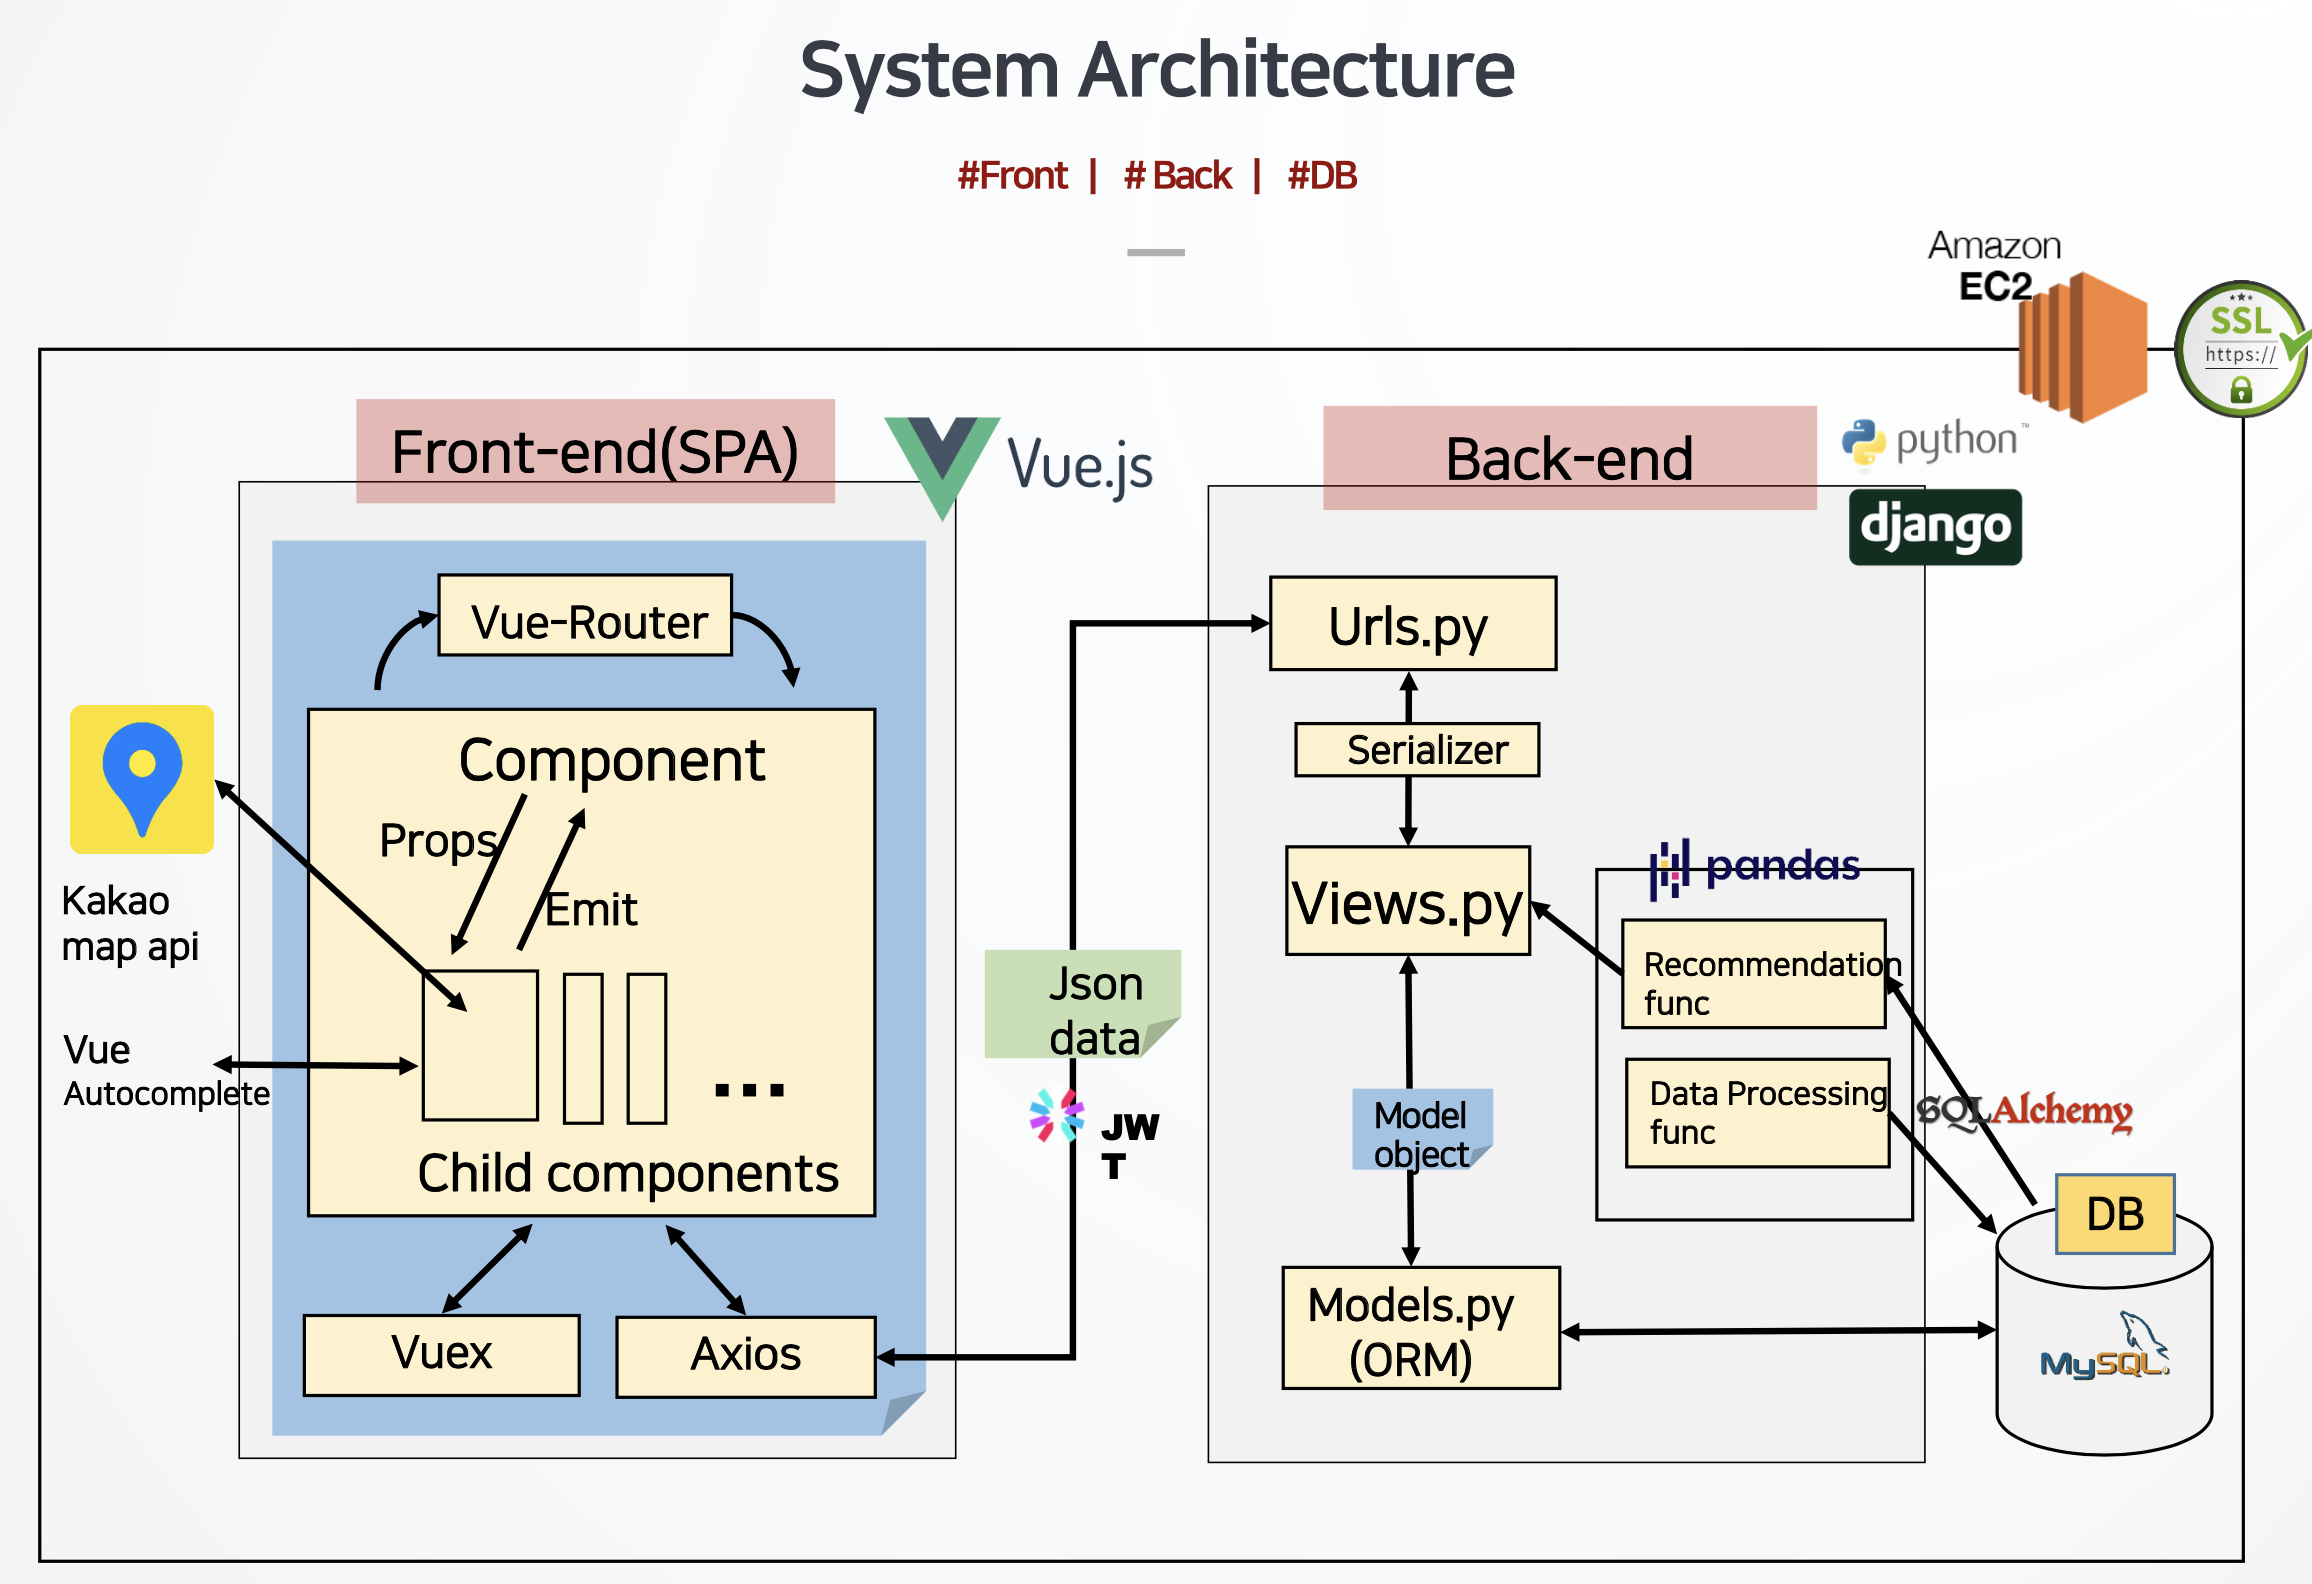 System Architecture
#Front | # Back | #DB
Amazon
EC2
SSL
https://
Front-end(SPA)
Vue.js
Back-end
python™
django
Vue-Router
Urls.py
Component
Serializer
Props
Emit
Kakao
map api
Views.py
pandas
Recommendation
func
Json
data
Vue
Autocomplete
...
Data Processing
func
SQLAlchemy
JW
T
Model
object
Child components
DB
Models.py
(ORM)
Vuex
Axios
MySQL®